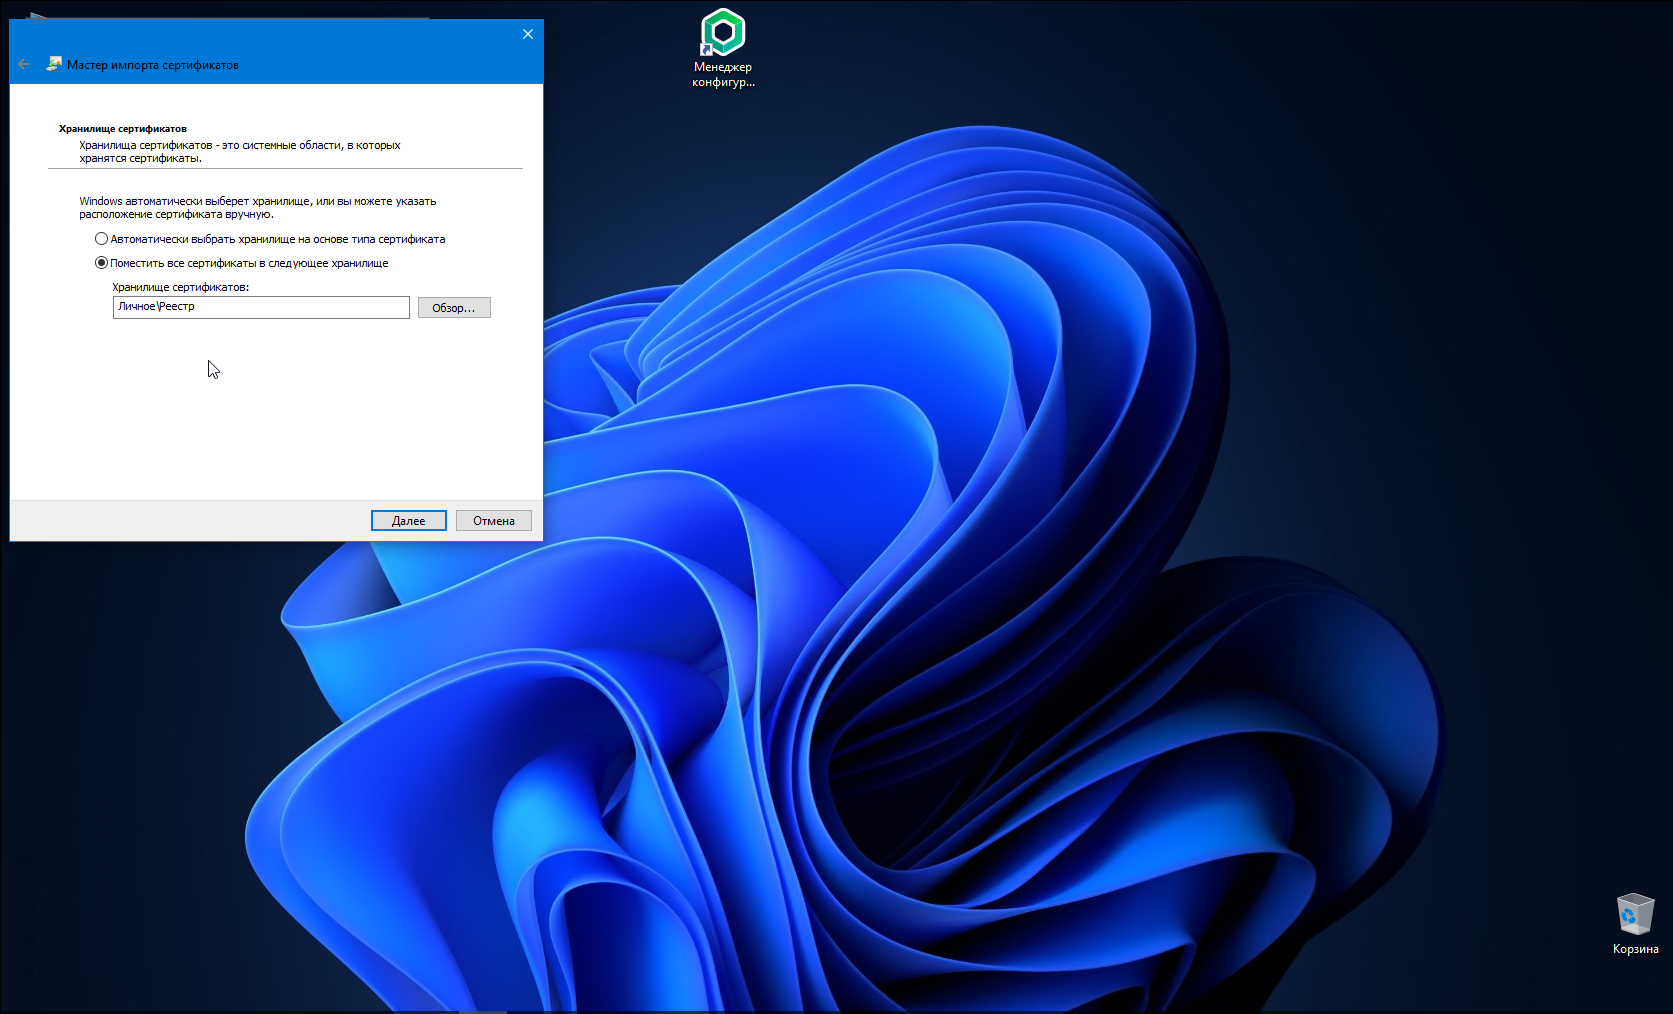 Менеджер
конфигур...
Мастер импорта сертификатов
Хранилище сертификатов
Хранилища сертификатов - это системные области, в которых
хранятся сертификаты.
Windows автоматически выберет хранилище, или вы можете указать
расположение сертификата вручную.
Автоматически выбрать хранилище на основе типа сертификата
Поместить все сертификаты в следующее хранилище
Хранилище сертификатов:
Личное\Реестр
Обзор...
Далее
Отмена
Корзина